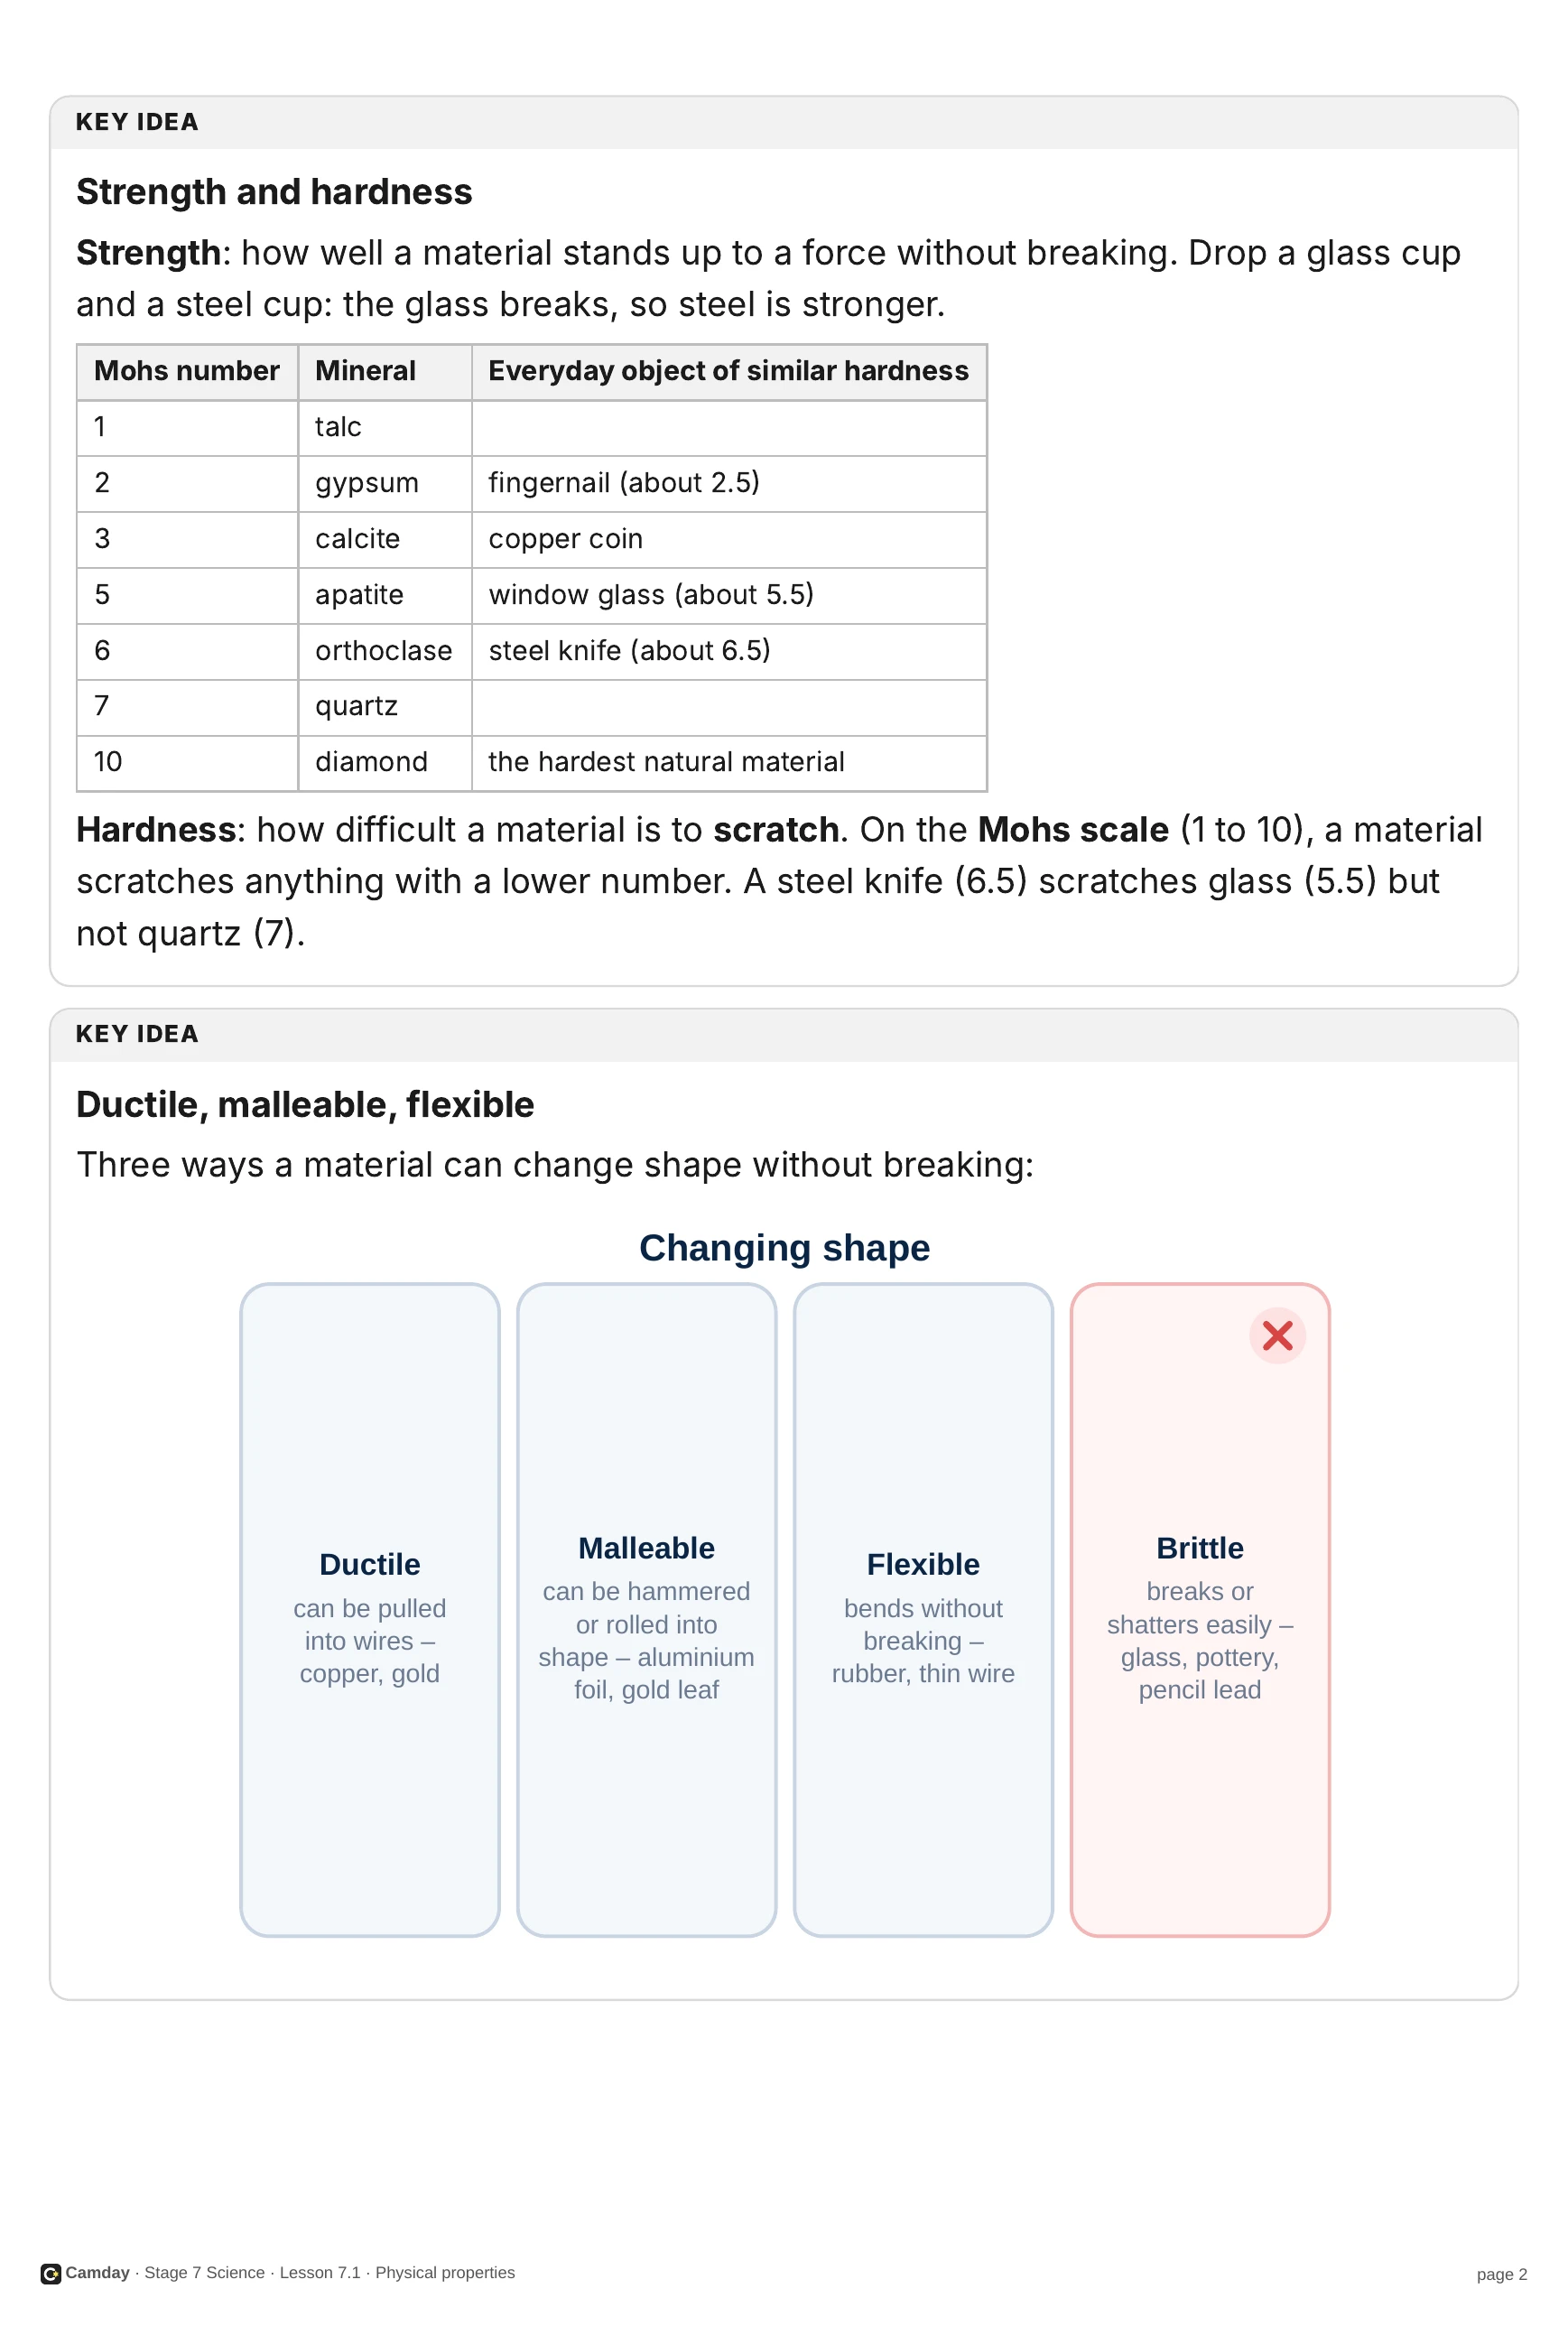 KEY IDEA
Strength and hardness
Strength: how well a material stands up to a force without breaking. Drop a glass cup
and a steel cup: the glass breaks, so steel is stronger.
Mohs number Mineral Everyday object of similar hardness
1 talc
2 gypsum fingernail (about 2.5)
3 calcite copper coin
5 apatite window glass (about 5.5)
6 orthoclase steel knife (about 6.5)
7 quartz
10 diamond the hardest natural material
Hardness: how difficult a material is to scratch. On the Mohs scale (1 to 10), a material
scratches anything with a lower number. A steel knife (6.5) scratches glass (5.5) but
not quartz (7).
KEY IDEA
Ductile, malleable, flexible
Three ways a material can change shape without breaking:
Changing shape
Ductile
can be pulled
into wires –
copper, gold
Malleable
can be hammered
or rolled into
shape – aluminium
foil, gold leaf
Flexible
bends without
breaking –
rubber, thin wire
Brittle
breaks or
shatters easily –
glass, pottery,
pencil lead
Camday · Stage 7 Science · Lesson 7.1 · Physical properties
page 2